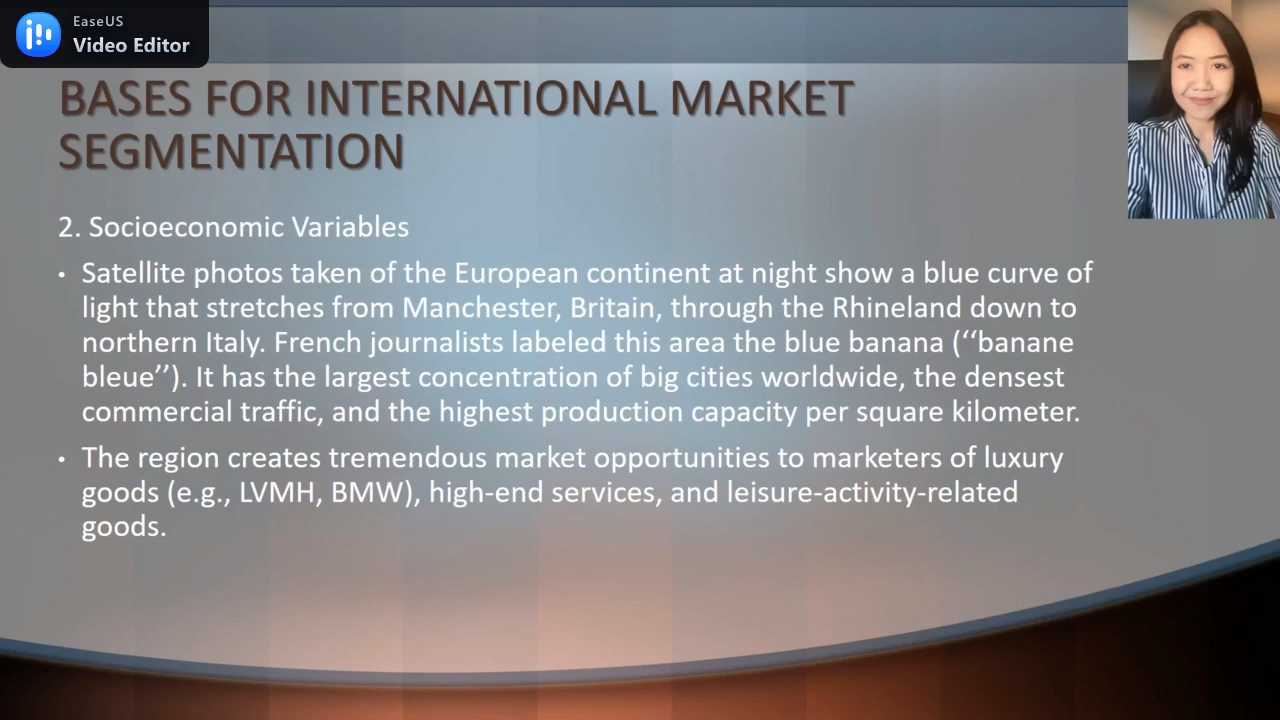 EaseUS
Video Editor
BASES FOR INTERNATIONAL MARKET
SEGMENTATION
2. Socioeconomic Variables
• Satellite photos taken of the European continent at night show a blue curve of
light that stretches from Manchester, Britain, through the Rhineland down to
northern Italy. French journalists labeled this area the blue banana (‘‘banane
bleue’’). It has the largest concentration of big cities worldwide, the densest
commercial traffic, and the highest production capacity per square kilometer.
• The region creates tremendous market opportunities to marketers of luxury
goods (e.g., LVMH, BMW), high-end services, and leisure-activity-related
goods.